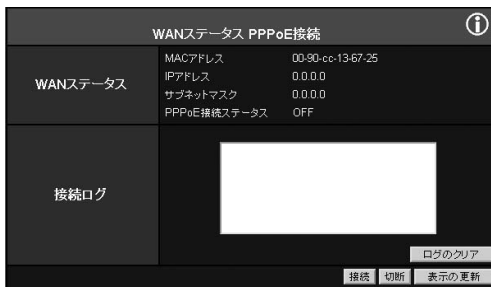 WANステータス PPPoE接続
WANステータス
MACアドレス 00-90-cc-13-67-25
IPアドレス 0.0.0.0
サブネットマスク 0.0.0.0
PPPoE接続ステータス OFF
接続ログ
ログのクリア
接続 切断 表示の更新